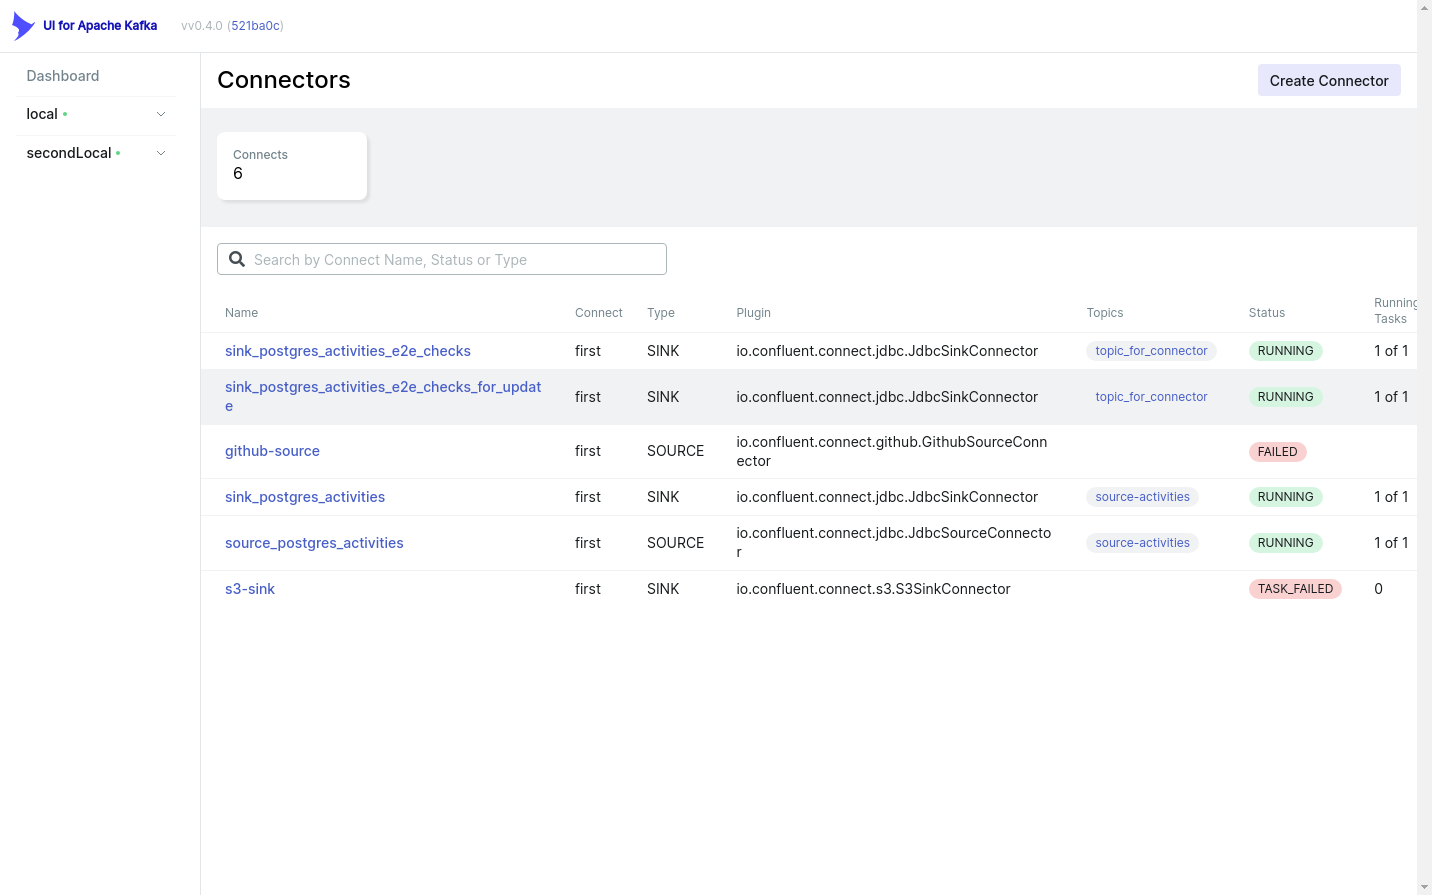 UI for Apache Kafka vv0.4.0 (521ba0c)
Dashboard
local
secondLocal
Connectors
Create Connector
Connects
6
Search by Connect Name, Status or Type
Name Connect Type Plugin Topics Status Running
Tasks
sink_postgres_activities_e2e_checks first SINK io.confluent.connect.jdbc.JdbcSinkConnector topic_for_connector RUNNING 1 of 1
sink_postgres_activities_e2e_checks_for_updat
e
first SINK io.confluent.connect.jdbc.JdbcSinkConnector topic_for_connector RUNNING 1 of 1
github-source first SOURCE
io.confluent.connect.github.GithubSourceConn
ector
FAILED
sink_postgres_activities first SINK io.confluent.connect.jdbc.JdbcSinkConnector source-activities RUNNING 1 of 1
source_postgres_activities first SOURCE
io.confluent.connect.jdbc.JdbcSourceConnecto
r
source-activities RUNNING 1 of 1
s3-sink first SINK io.confluent.connect.s3.S3SinkConnector TASK_FAILED 0